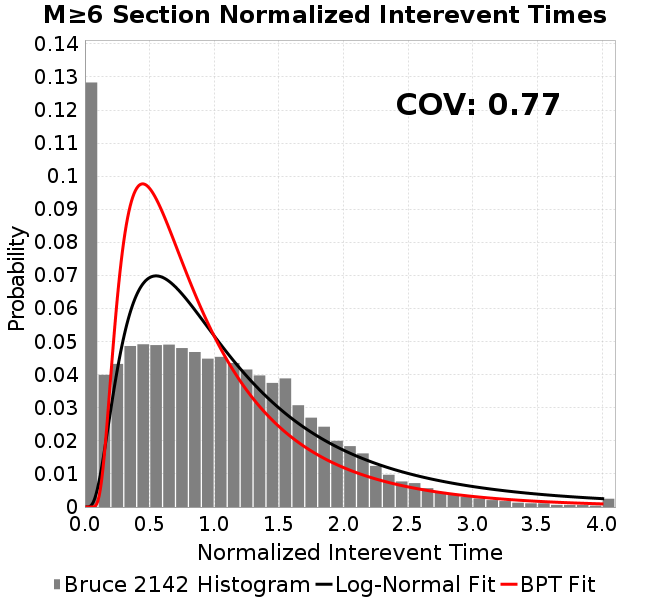 M≥6 Section Normalized Interevent Times
COV: 0.77
Probability
0.14
0.13
0.12
0.11
0.1
0.09
0.08
0.07
0.06
0.05
0.04
0.03
0.02
0.01
0
0.0 0.5 1.0 1.5 2.0 2.5 3.0 3.5 4.0
Normalized Interevent Time
Bruce 2142 Histogram Log-Normal Fit BPT Fit